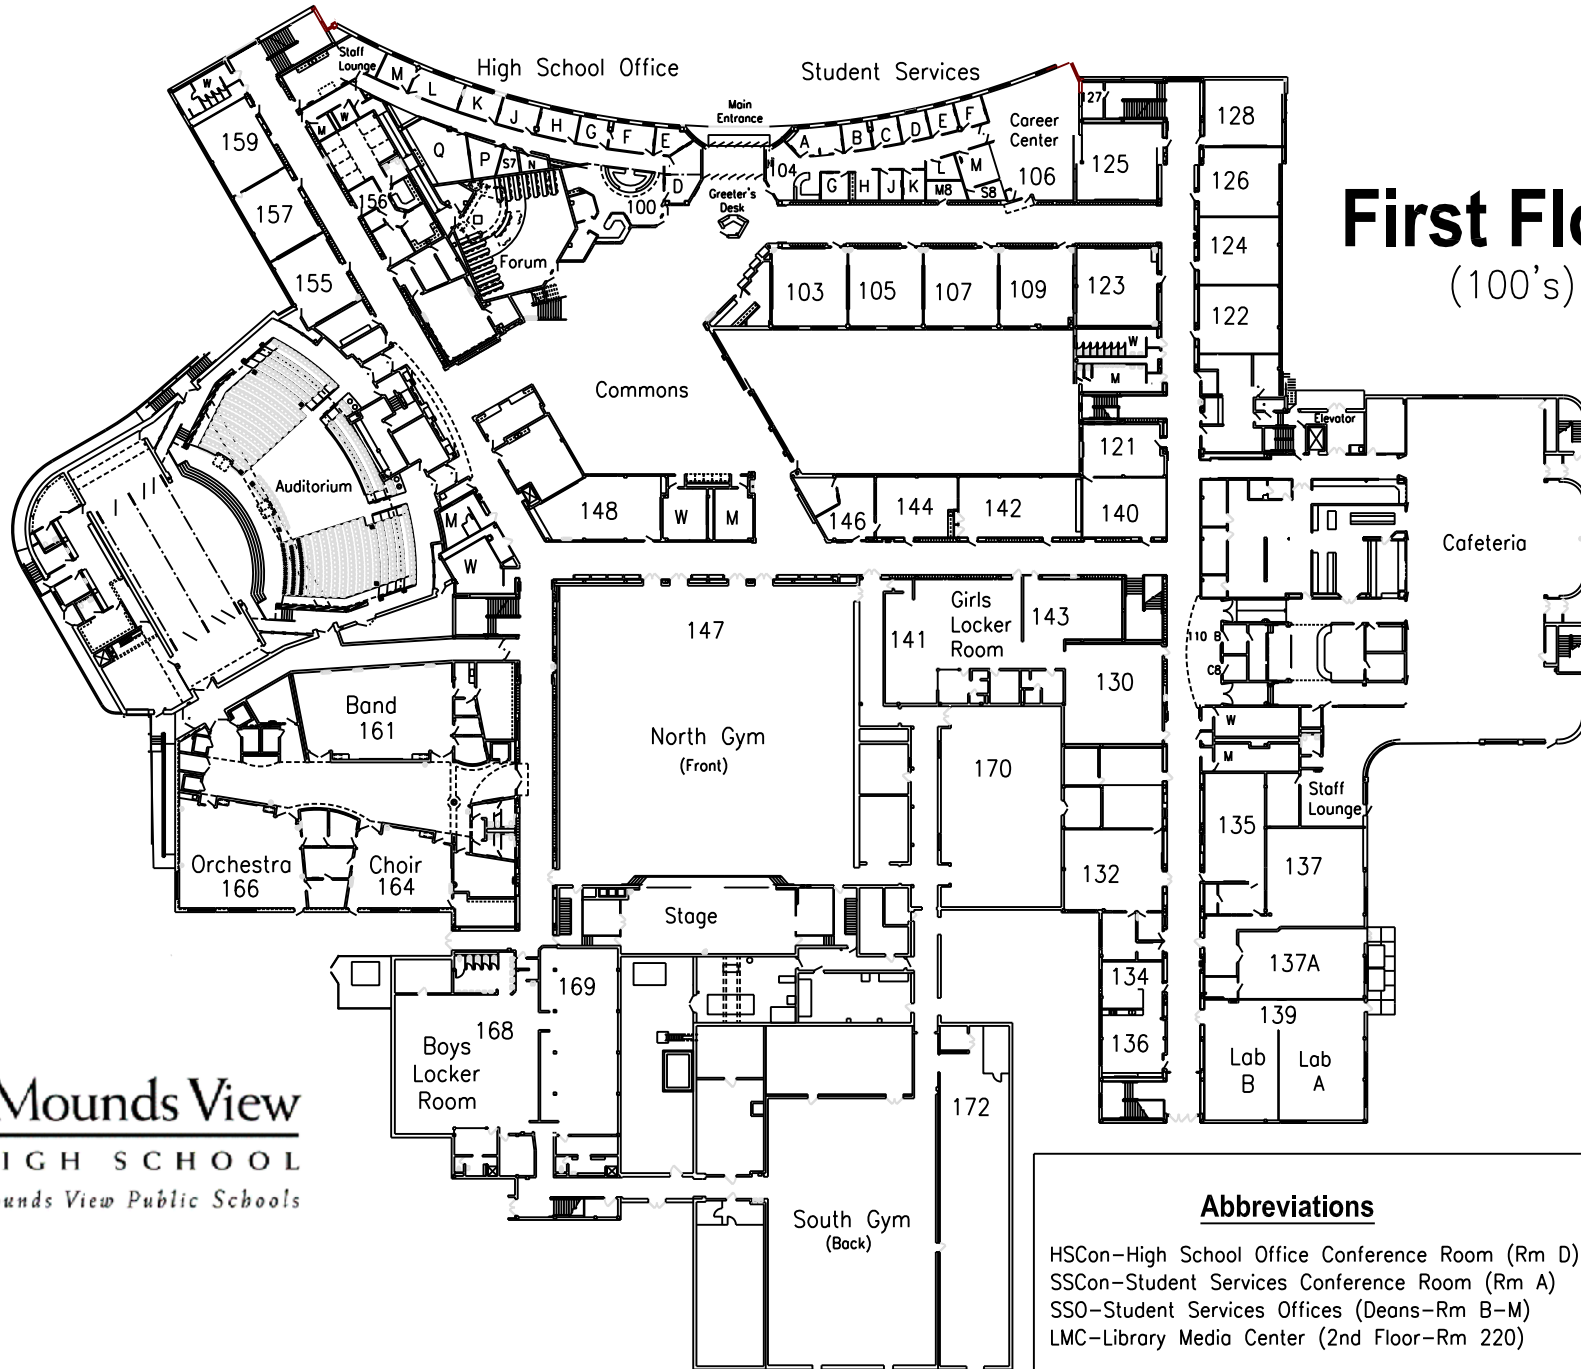 High School Office
Student Services
Staff
Lounge
M
L
K
J
H
G
F
E
Main
Entrance
A
B
C
D
E
F
Career
Center
106
127
125
128
W
159
M
W
Q
P
S7
N
100
D
104
Greeter's
Desk
G
H
J
K
L
M8
M
S8
126
First Flo
(100's)
157
156
Forum
155
103
105
107
109
123
124
122
W
M
Commons
Elevator
121
Auditorium
148
W
M
146
144
142
140
M
W
Cafeteria
147
141
Girls
Locker
Room
143
110 B
C8
130
Band
161
North Gym
(Front)
170
W
M
Staff
Lounge
135
137
Orchestra
166
Choir
164
132
Stage
169
168
Boys
Locker
Room
134
136
137A
139
Lab
B
Lab
A
172
South Gym
(Back)
Mounds View
IGH SCHOOL
unds View Public Schools
Abbreviations
HSCon-High School Office Conference Room (Rm D)
SSCon-Student Services Conference Room (Rm A)
SSO-Student Services Offices (Deans-Rm B-M)
LMC-Library Media Center (2nd Floor-Rm 220)